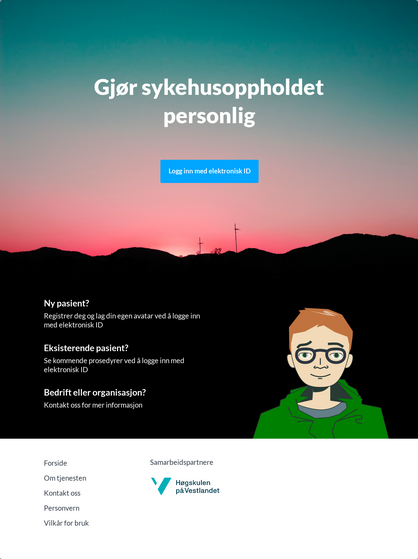 Gjør sykehusoppholdet
personlig
Logg inn med elektronisk ID
Ny pasient?
Registrer deg og lag din egen avatar ved å logge inn
med elektronisk ID
Eksisterende pasient?
Se kommende prosedyrer ved å logge inn med
elektronisk ID
Bedrift eller organisasjon?
Kontakt oss for mer informasjon
Forside
Om tjenesten
Kontakt oss
Personvern
Vilkår for bruk
Samarbeidspartnere
Høgskulen
på Vestlandet